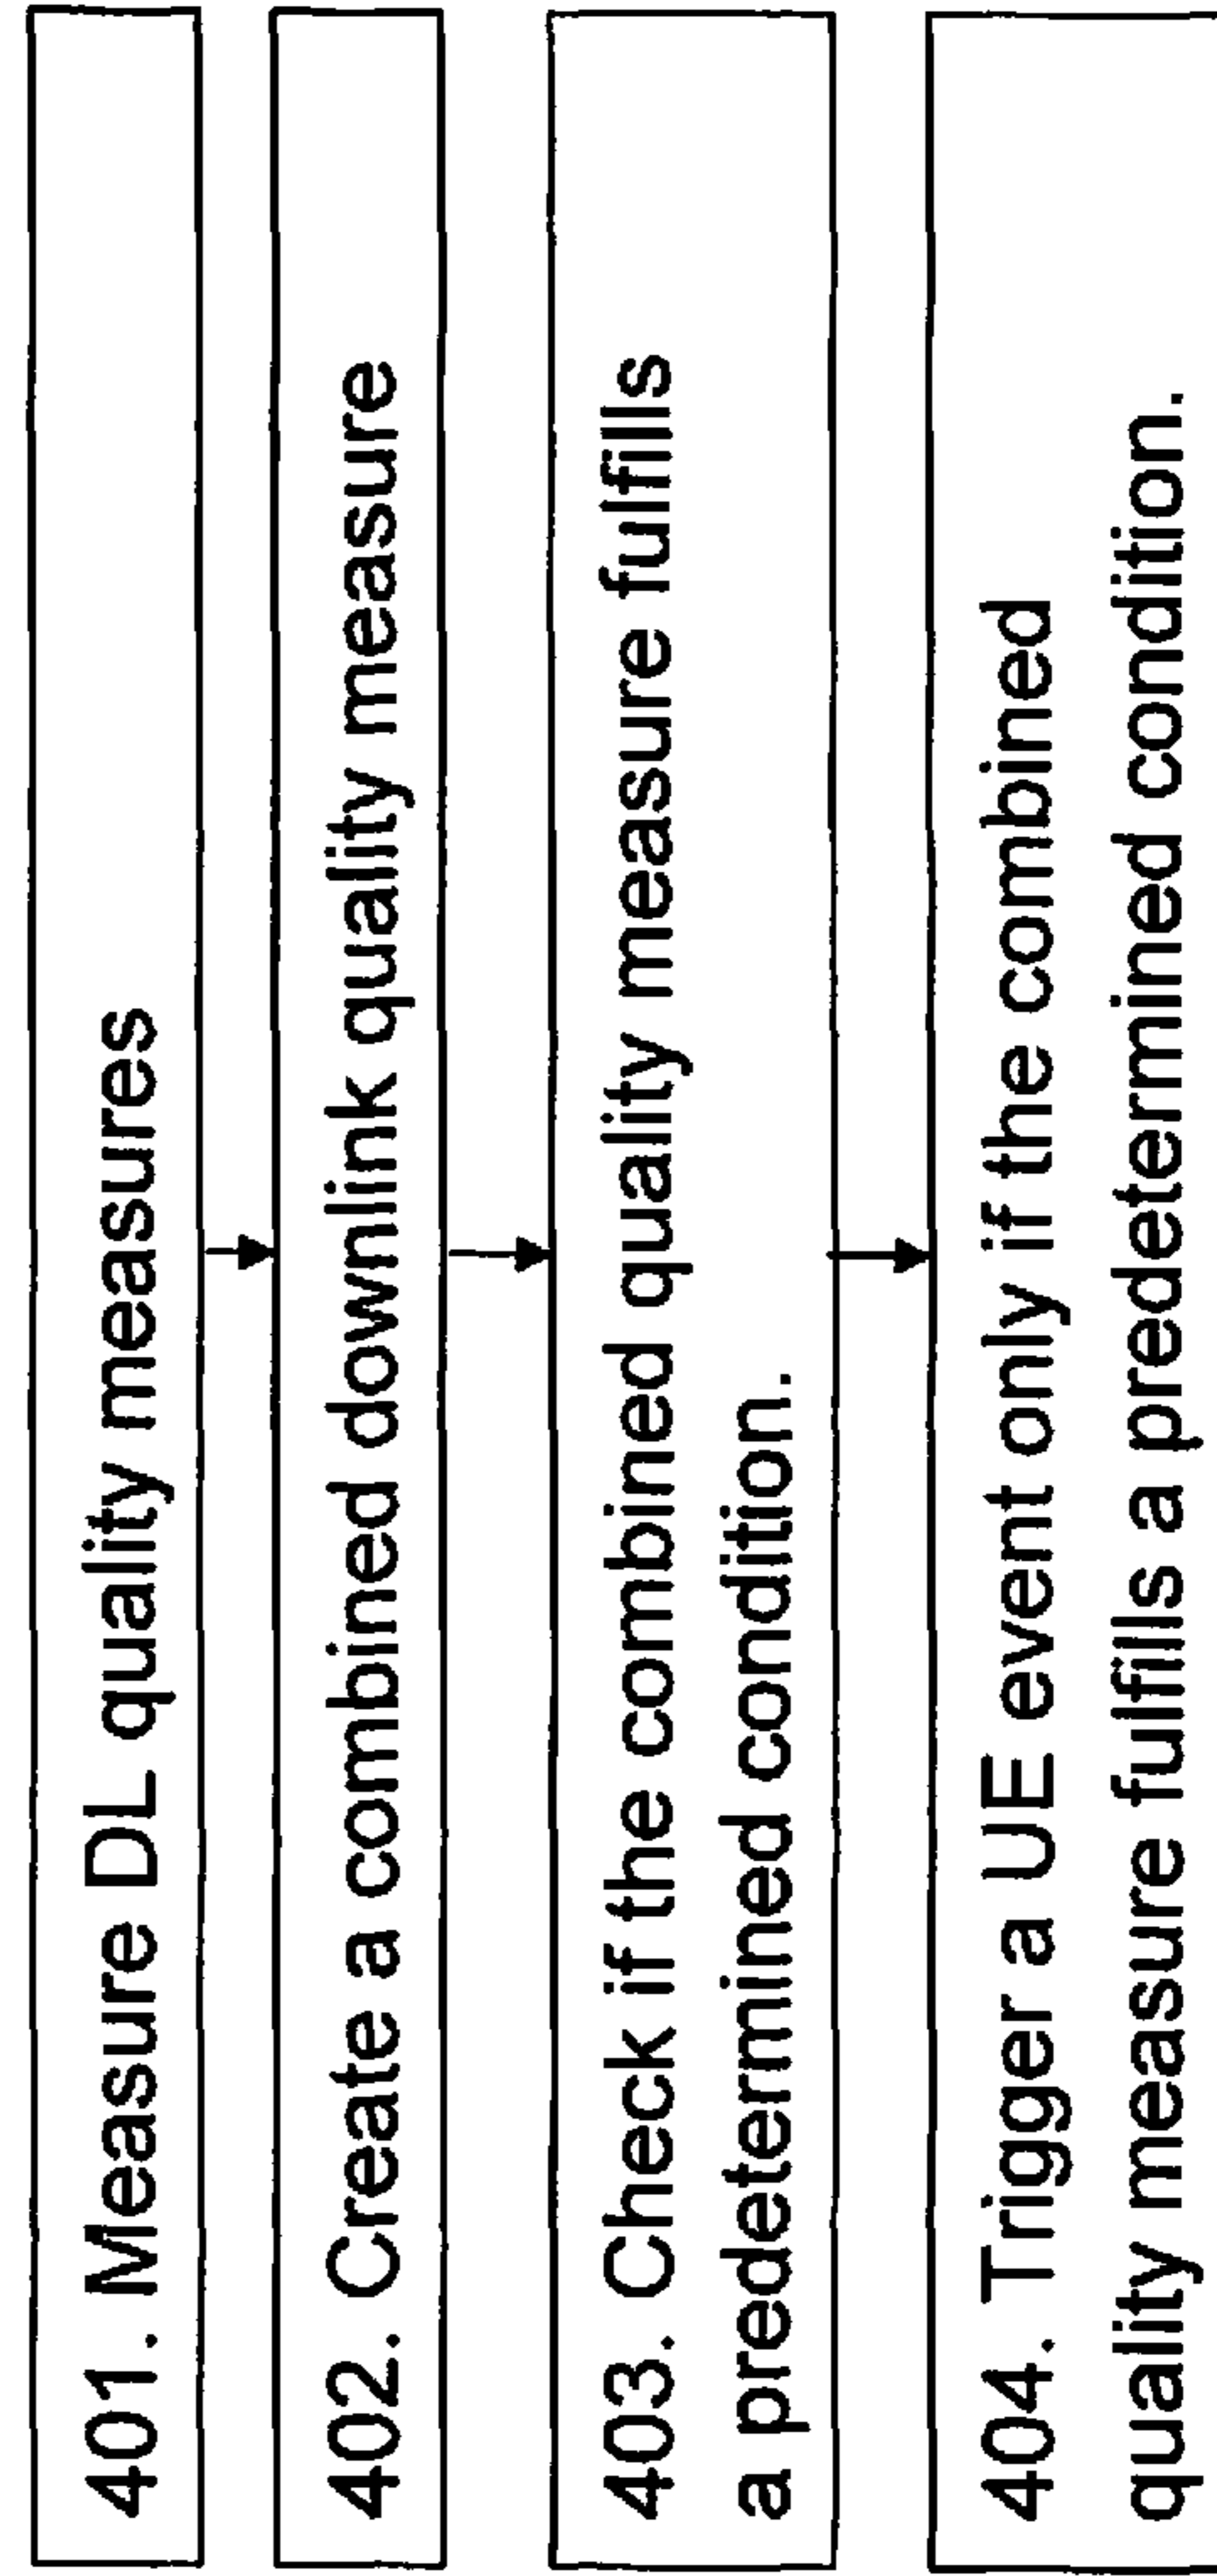 401. Measure DL quality measures
402. Create a combined downlink quality measure
403. Check if the combined quality measure fulfills
a predetermined condition.
404. Trigger a UE event only if the combined
quality measure fulfills a predetermined condition.